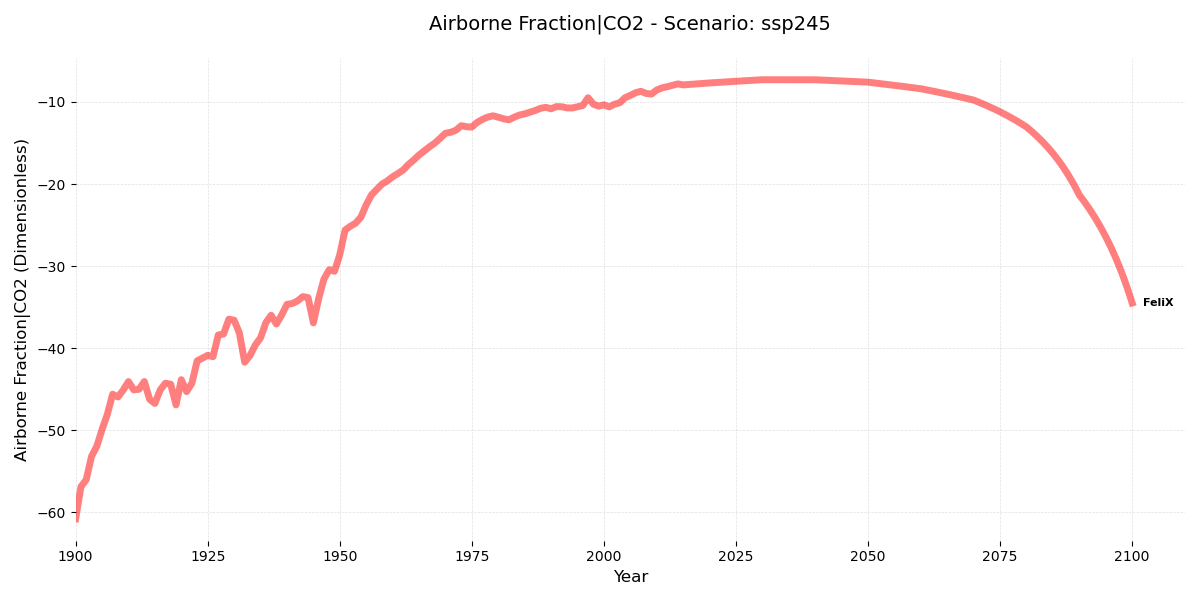 Airborne Fraction|CO2 - Scenario: ssp245
Airborne Fraction|CO2 (Dimensionless)
−10
−20
−30
−40
−50
−60
FeliX
1900 1925 1950 1975 2000 2025 2050 2075 2100
Year